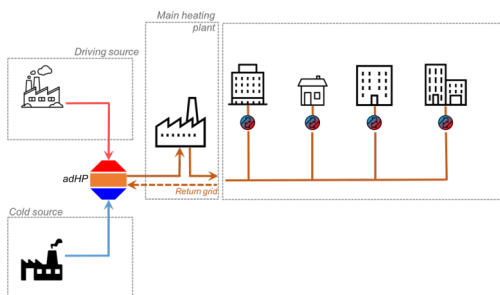 Main heating
plant
Driving source
adHP
Return grid
Cold source